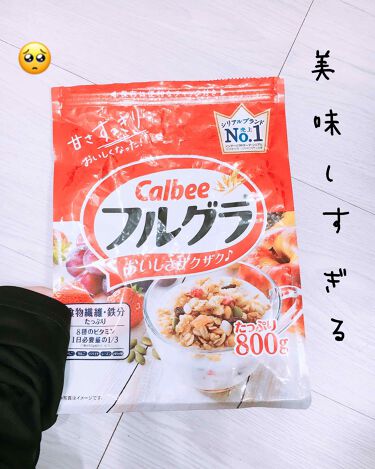 美味しすぎる
甘さすっきり
おいしくなった!
シリアルブランド
売上
No.1
Calbee
フルグラ
おいしさザクザク♪
食物繊維・鉄分
たっぷり
8種のビタミン
1日必要量の1/3
たっぷり
800g